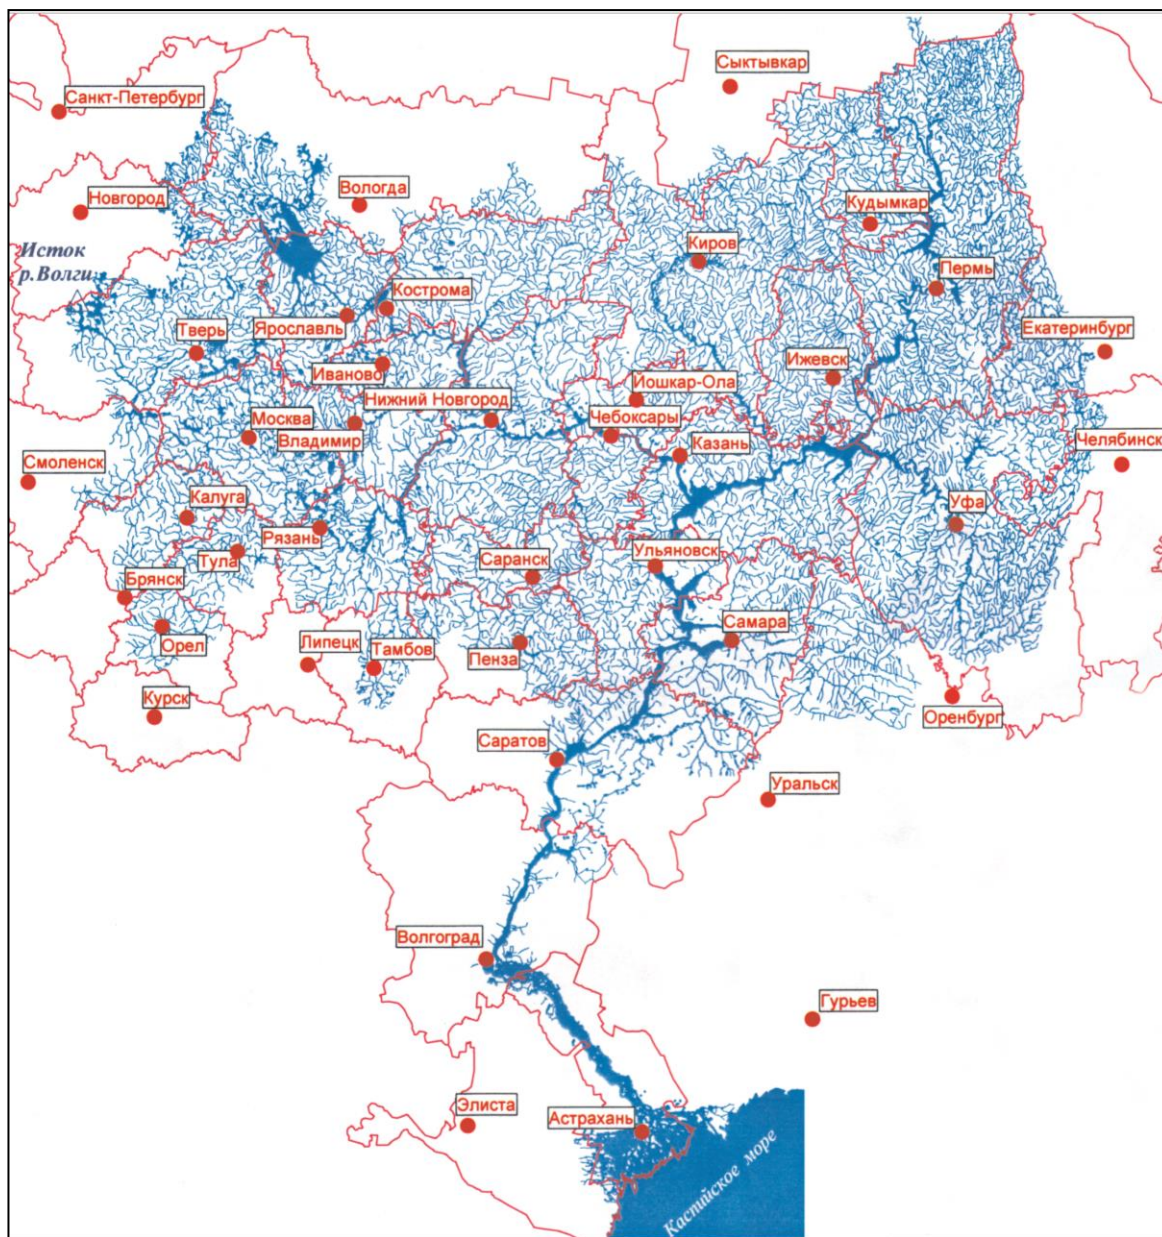 Сыктывкар
Санкт-Петербург
Новгород
Вологда
Кудымкар
Исток
р.Волги
Киров
Пермь
Кострома
Ярославль
Тверь
Екатеринбург
Ижевск
Иваново
Йошкар-Ола
Нижний Новгород
Москва
Чебоксары
Владимир
Казань
Челябинск
Смоленск
Калуга
Уфа
Рязань
Тула
Саранск
Ульяновск
Брянск
Самара
Орел
Липецк
Тамбов
Пенза
Курск
Оренбург
Саратов
Уральск
Волгоград
Гурьев
Элиста
Астрахань
Каспийское море